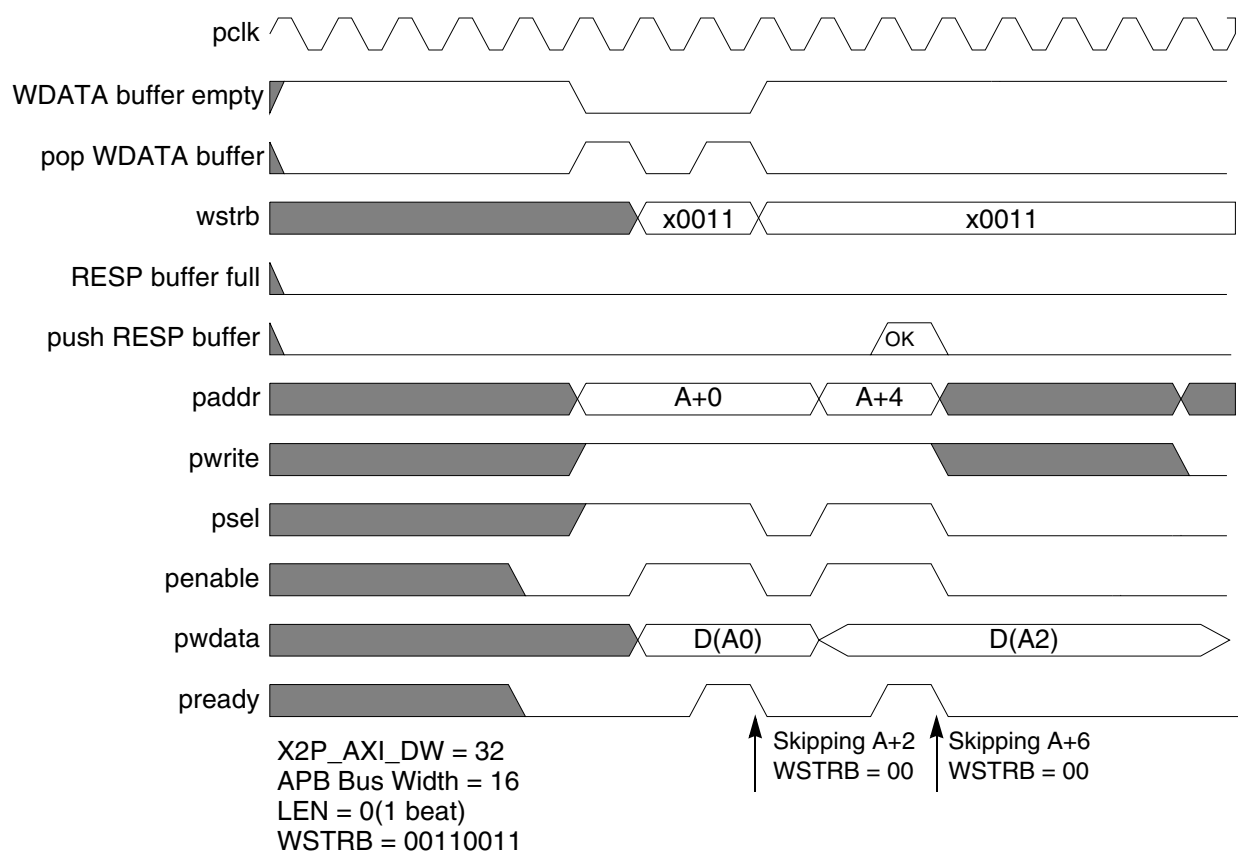 pclk
WDATA buffer empty
pop WDATA buffer
wstrb x0011 x0011
RESP buffer full
push RESP buffer OK
paddr A+0 A+4
pwrite
psel
penable
pwdata D(A0) D(A2)
pready
Skipping A+2 Skipping A+6
WSTRB = 00 WSTRB = 00
X2P_AXI_DW = 32
APB Bus Width = 16
LEN = 0(1 beat)
WSTRB = 00110011